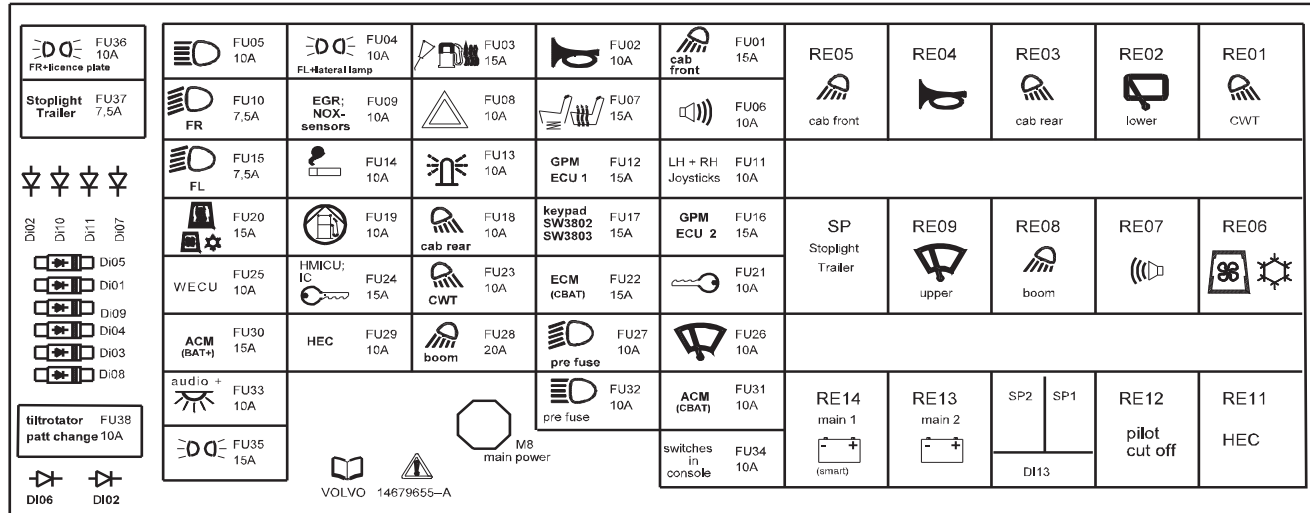 FU36
10A
FR+licence plate
Stoplight FU37
Trailer 7,5A
Di02 Di10 Di11 Di07
Di05
Di01
Di09
Di04
Di03
Di08
tiltrotator FU38
patt change 10A
DI06 DI02
FU05
10A
FU04
10A
FL+lateral lamp
FU03
15A
FU02
10A
FU01
15A
cab
front
FU10
7,5A
FR
EGR; FU09
NOX- 10A
sensors
FU08
10A
FU07
15A
FU06
10A
FU15
7,5A
FL
FU14
10A
FU13
10A
GPM FU12
ECU 1 15A
LH + RH FU11
Joysticks 10A
FU20
15A
FU19
10A
FU18
10A
cab rear
keypad
SW3802 FU17
SW3803 15A
GPM FU16
ECU 2 15A
WECU FU25
10A
HMICU;
IC FU24
15A
FU23
10A
CWT
ECM FU22
(CBAT) 15A
FU21
10A
ACM FU30
(BAT+) 15A
HEC FU29
10A
FU28
20A
boom
FU27
10A
pre fuse
FU26
10A
audio +
FU33
10A
FU32
10A
pre fuse
ACM FU31
(CBAT) 10A
FU35
15A
M8
main power
switches FU34
in 10A
console
VOLVO 14679655–A
RE05 RE04 RE03 RE02 RE01
cab front cab rear lower CWT
SP RE09 RE08 RE07 RE06
Stoplight
Trailer
upper boom
RE14 RE13 SP2 SP1 RE12 RE11
main 1 main 2
pilot
cut off HEC
- + - +
(smart)
DI13